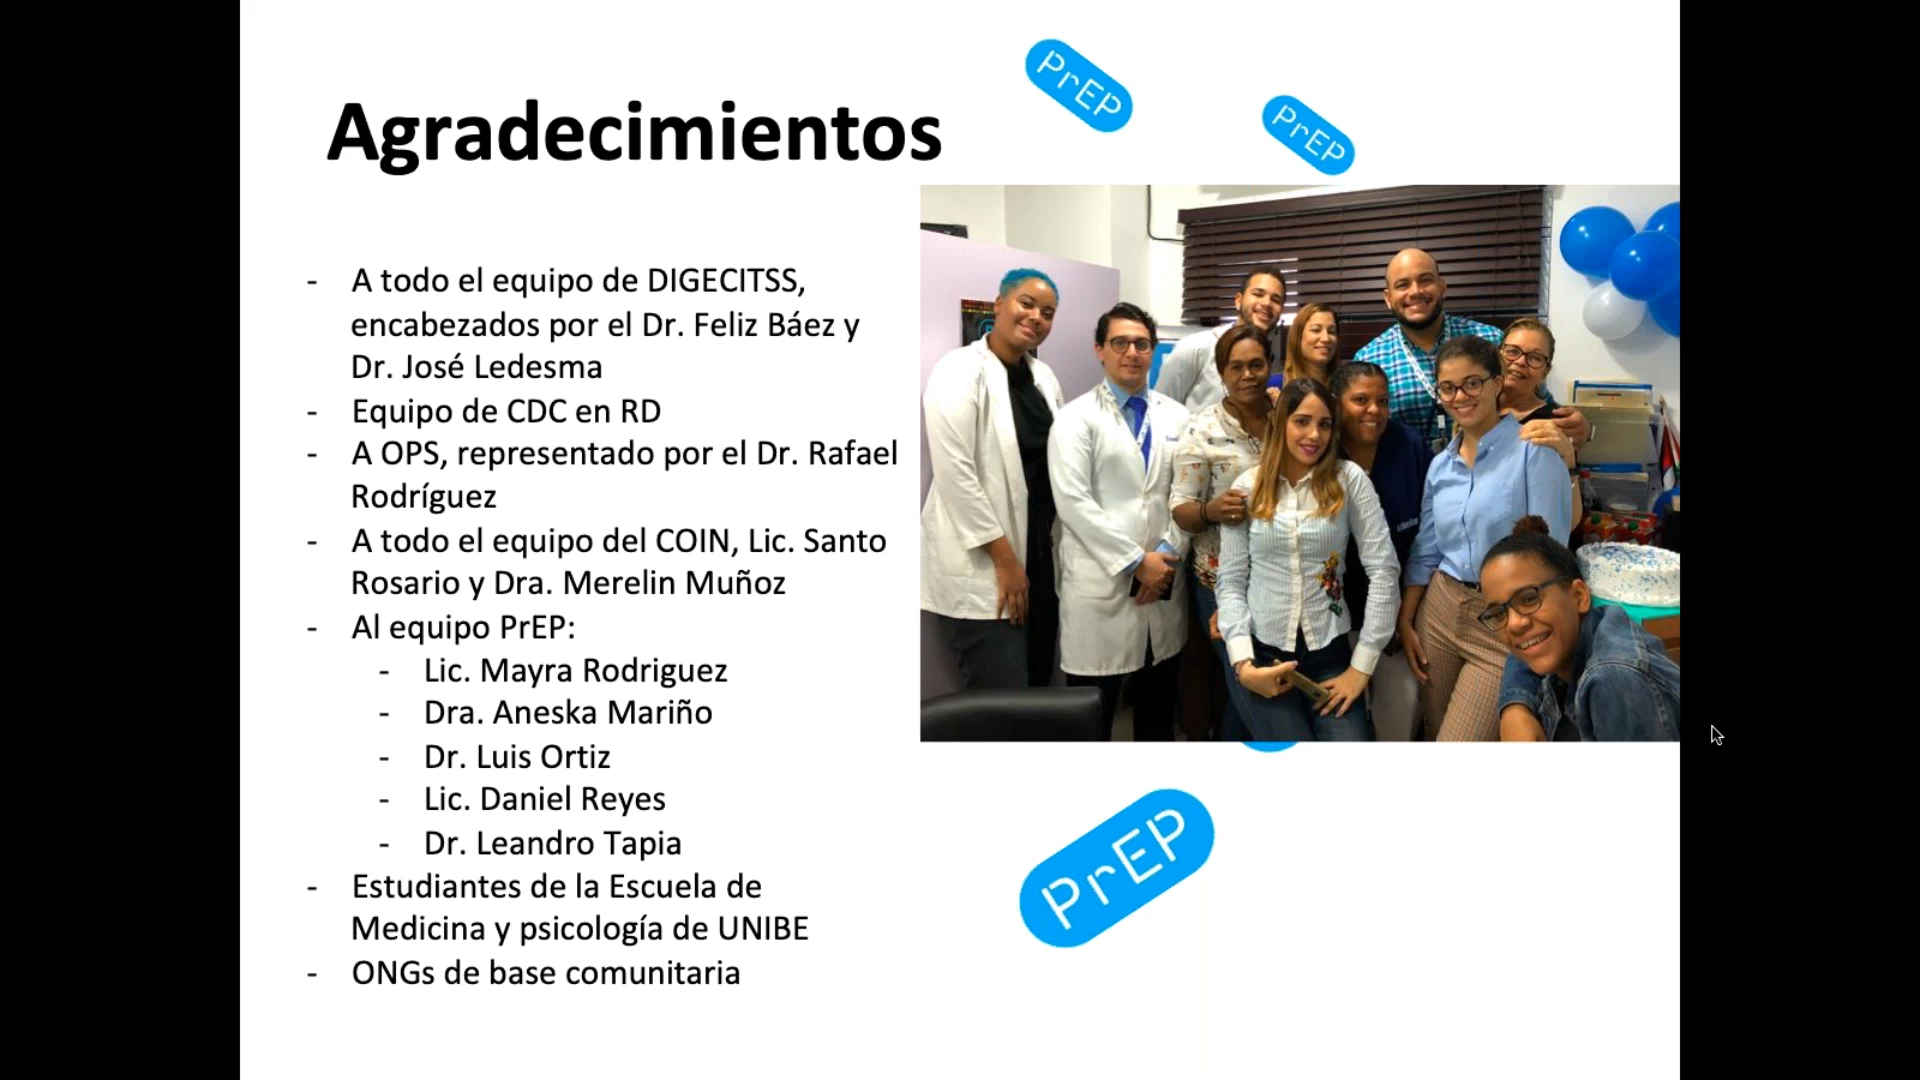 PrEP
PrEP
Agradecimientos
- A todo el equipo de DIGECITSS,
encabezados por el Dr. Feliz Báez y
Dr. José Ledesma
- Equipo de CDC en RD
- A OPS, representado por el Dr. Rafael
Rodríguez
- A todo el equipo del COIN, Lic. Santo
Rosario y Dra. Merelin Muñoz
- Al equipo PrEP:
- Lic. Mayra Rodriguez
- Dra. Aneska Mariño
- Dr. Luis Ortiz
- Lic. Daniel Reyes
- Dr. Leandro Tapia
- Estudiantes de la Escuela de
Medicina y psicología de UNIBE
- ONGs de base comunitaria
PrEP